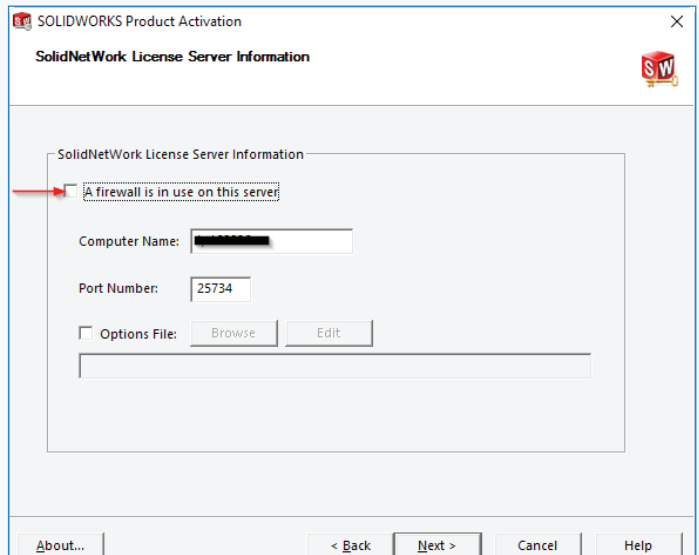 SOLIDWORKS Product Activation
SolidNetWork License Server Information
SW
SolidNetWork License Server Information
A firewall is in use on this server
Computer Name:
Port Number: 25734
Options File: Browse Edit
About... < Back Next > Cancel Help